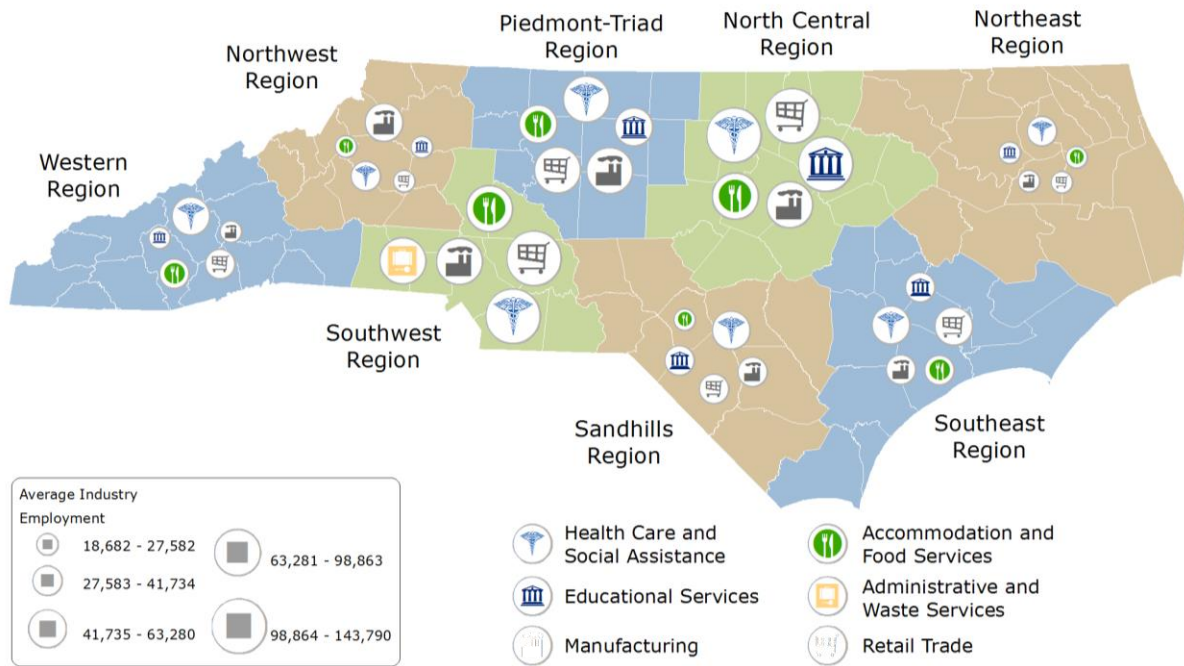 Piedmont-Triad
Region
North Central
Region
Northeast
Region
Northwest
Region
Western
Region
Southwest
Region
Sandhills
Region
Southeast
Region
Average Industry
Employment
18,682 - 27,582
27,583 - 41,734
41,735 - 63,280
63,281 - 98,863
98,864 - 143,790
Health Care and
Social Assistance
Educational Services
Manufacturing
Accommodation and
Food Services
Administrative and
Waste Services
Retail Trade